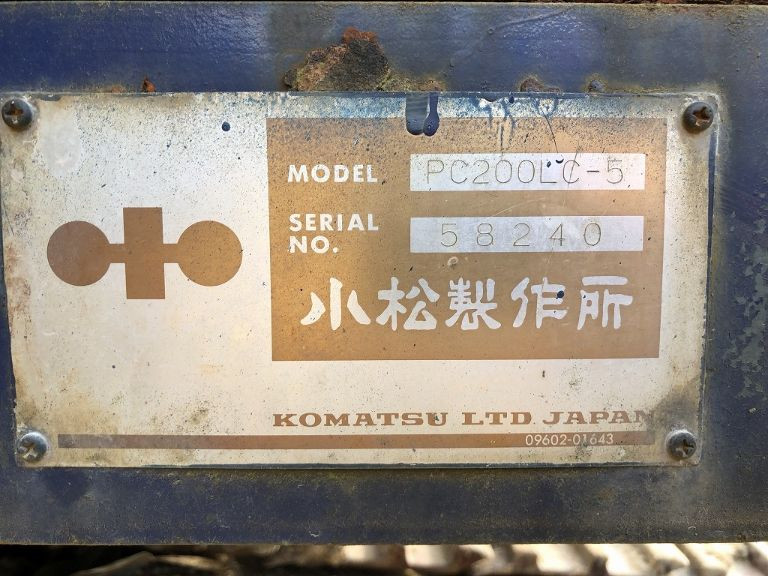 MODEL PC200LC-5
SERIAL NO. 58240
小松製作所
KOMATSU LTD JAPAN
09602-01643